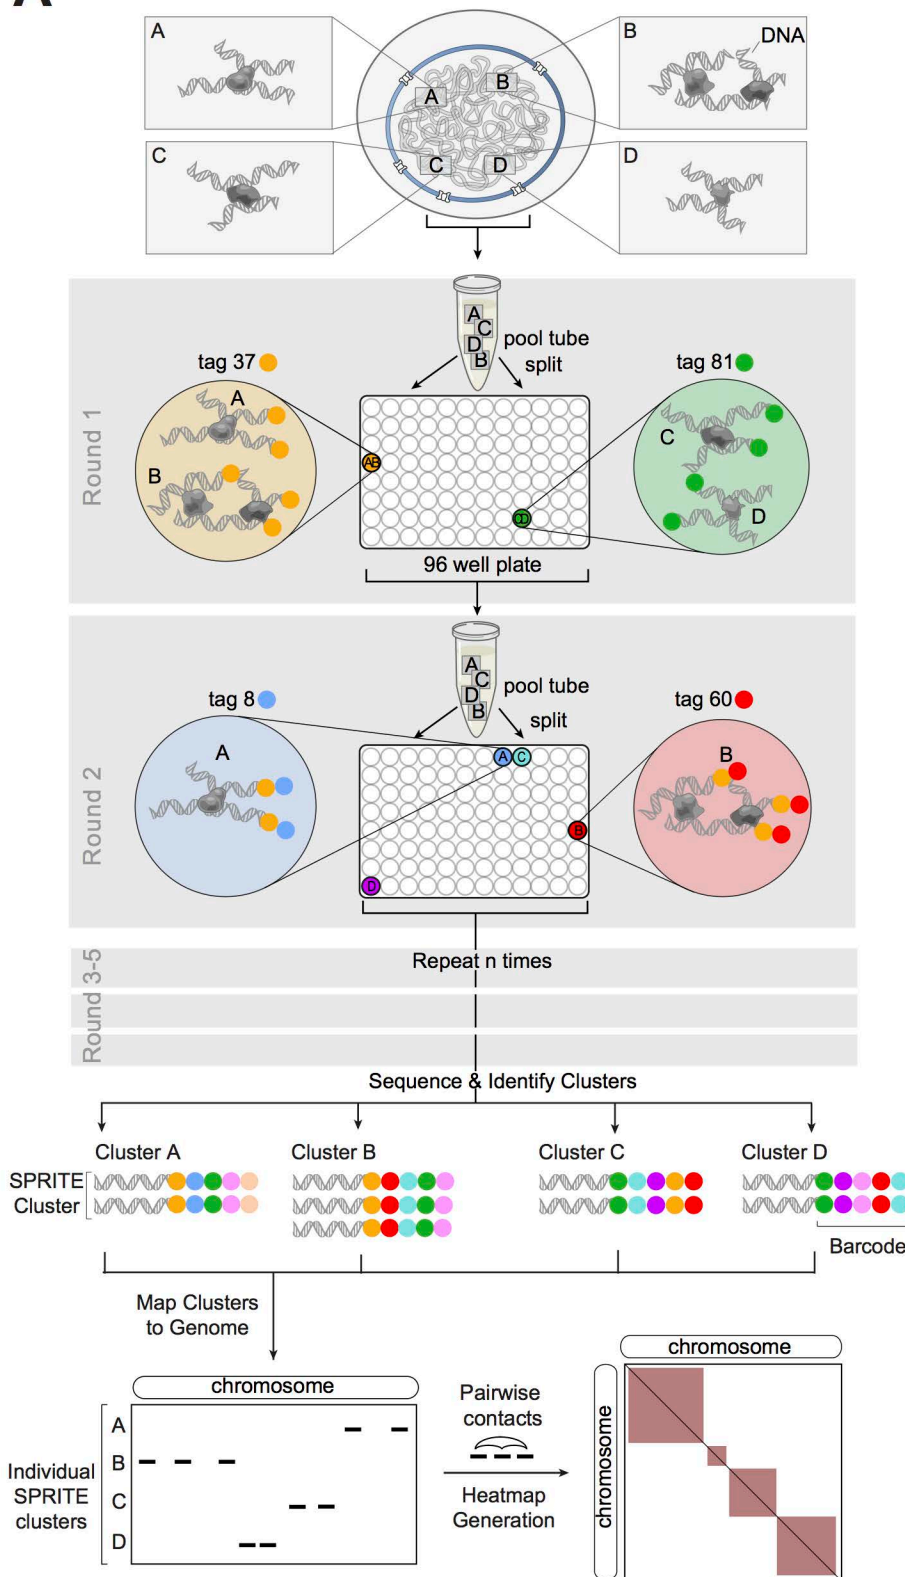 A
A
B
DNA
A
B
C
D
C
D
A
C
D
B
pool tube
split
tag 37
tag 81
A
B
C
D
AB
Round 1
96 well plate
A
C
D
B
pool tube
split
tag 8
tag 60
A
B
A
C
B
D
Round 2
Repeat n times
Round 3-5
Sequence & Identify Clusters
Cluster A
Cluster B
Cluster C
Cluster D
SPRITE
Cluster
Barcode
Map Clusters
to Genome
chromosome
A
B
C
D
Individual
SPRITE
clusters
Pairwise
contacts
Heatmap
Generation
chromosome
chromosome